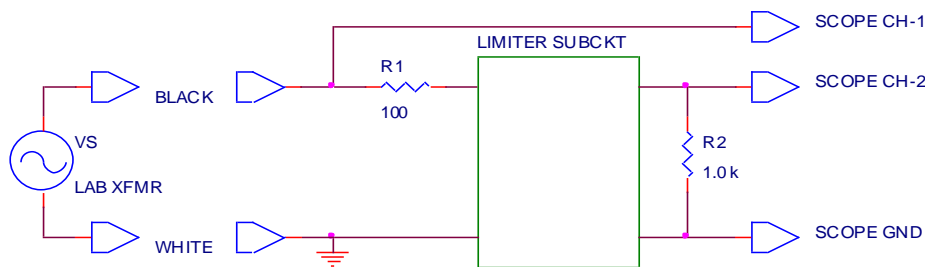 SCOPE CH-1
LIMITER SUBCKT
R1
BLACK
100
SCOPE CH-2
VS
LAB XFMR
R2
1.0 k
WHITE
SCOPE GND